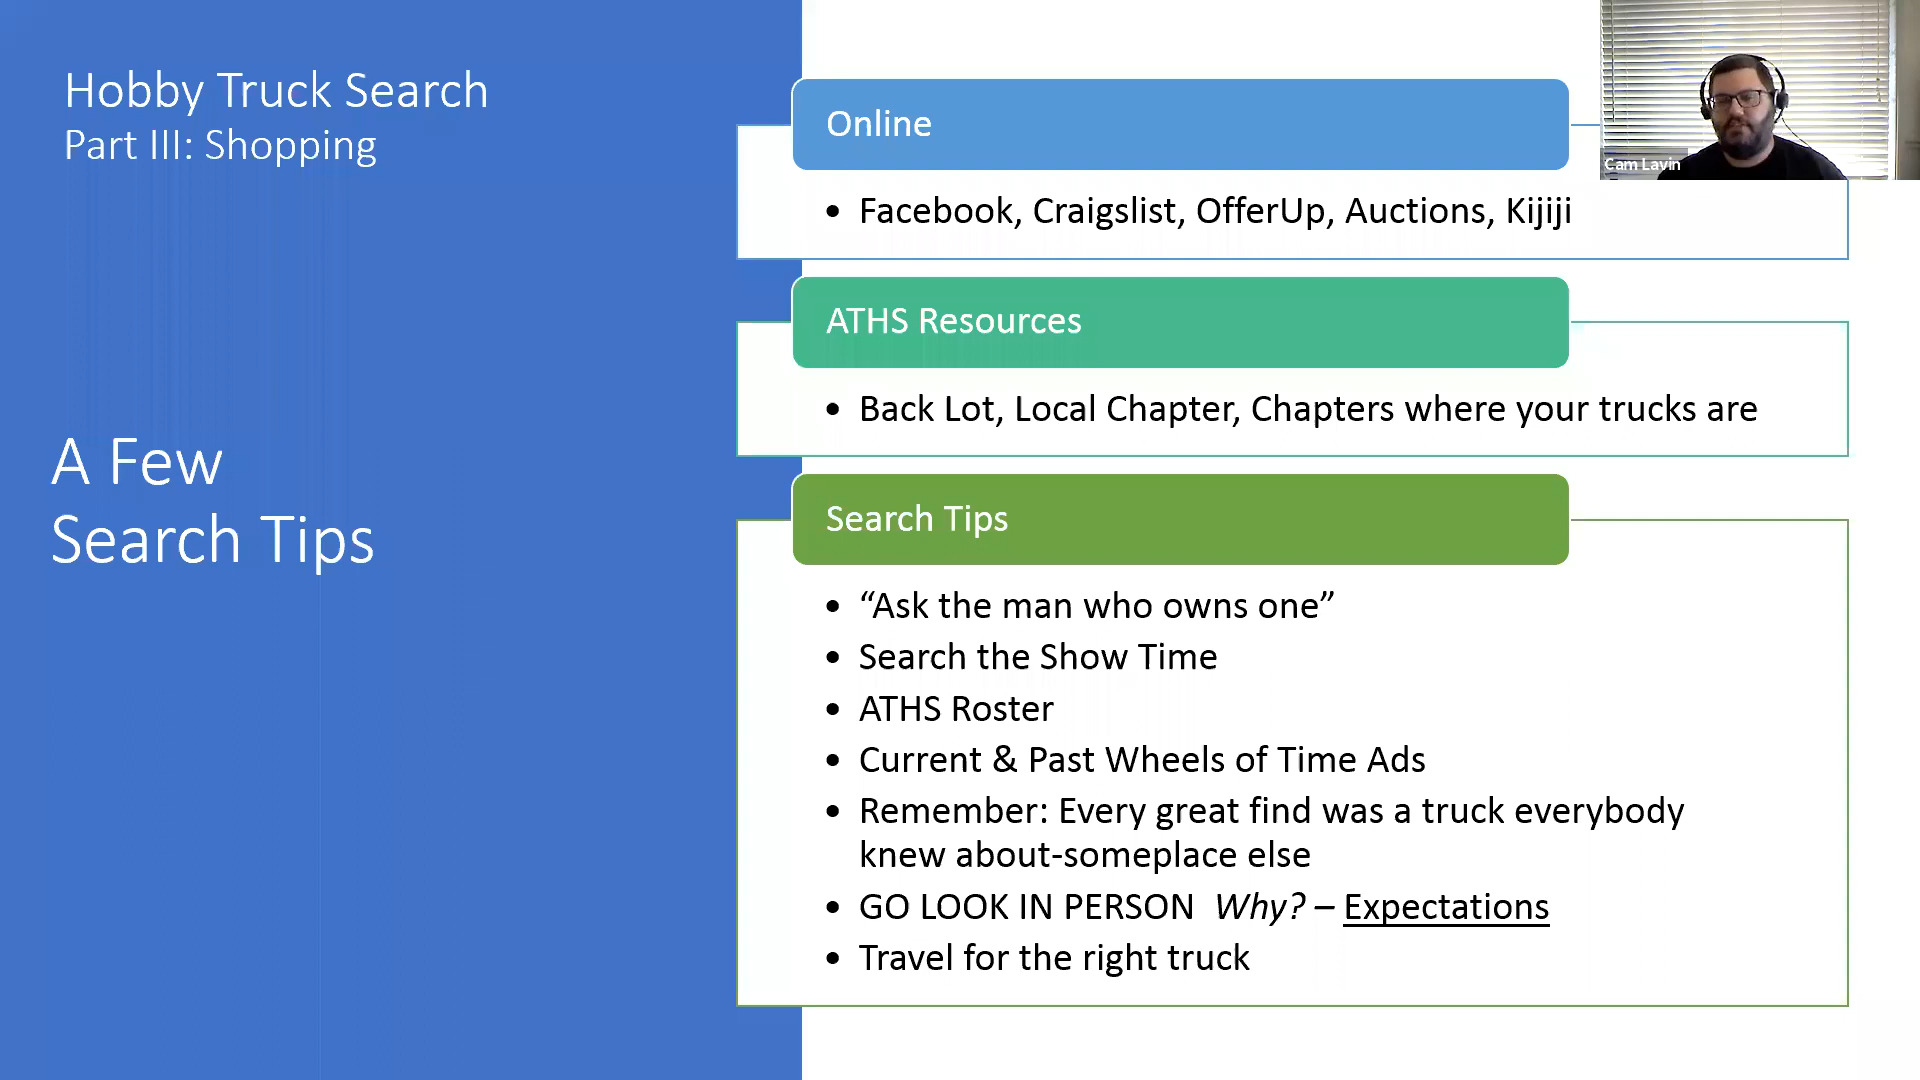 Hobby Truck Search
Part III: Shopping
A Few
Search Tips
Online
• Facebook, Craigslist, OfferUp, Auctions, Kijiji
ATHS Resources
• Back Lot, Local Chapter, Chapters where your trucks are
Search Tips
• “Ask the man who owns one”
• Search the Show Time
• ATHS Roster
• Current & Past Wheels of Time Ads
• Remember: Every great find was a truck everybody
knew about-someplace else
• GO LOOK IN PERSON Why? – Expectations
• Travel for the right truck
Cam Lavin